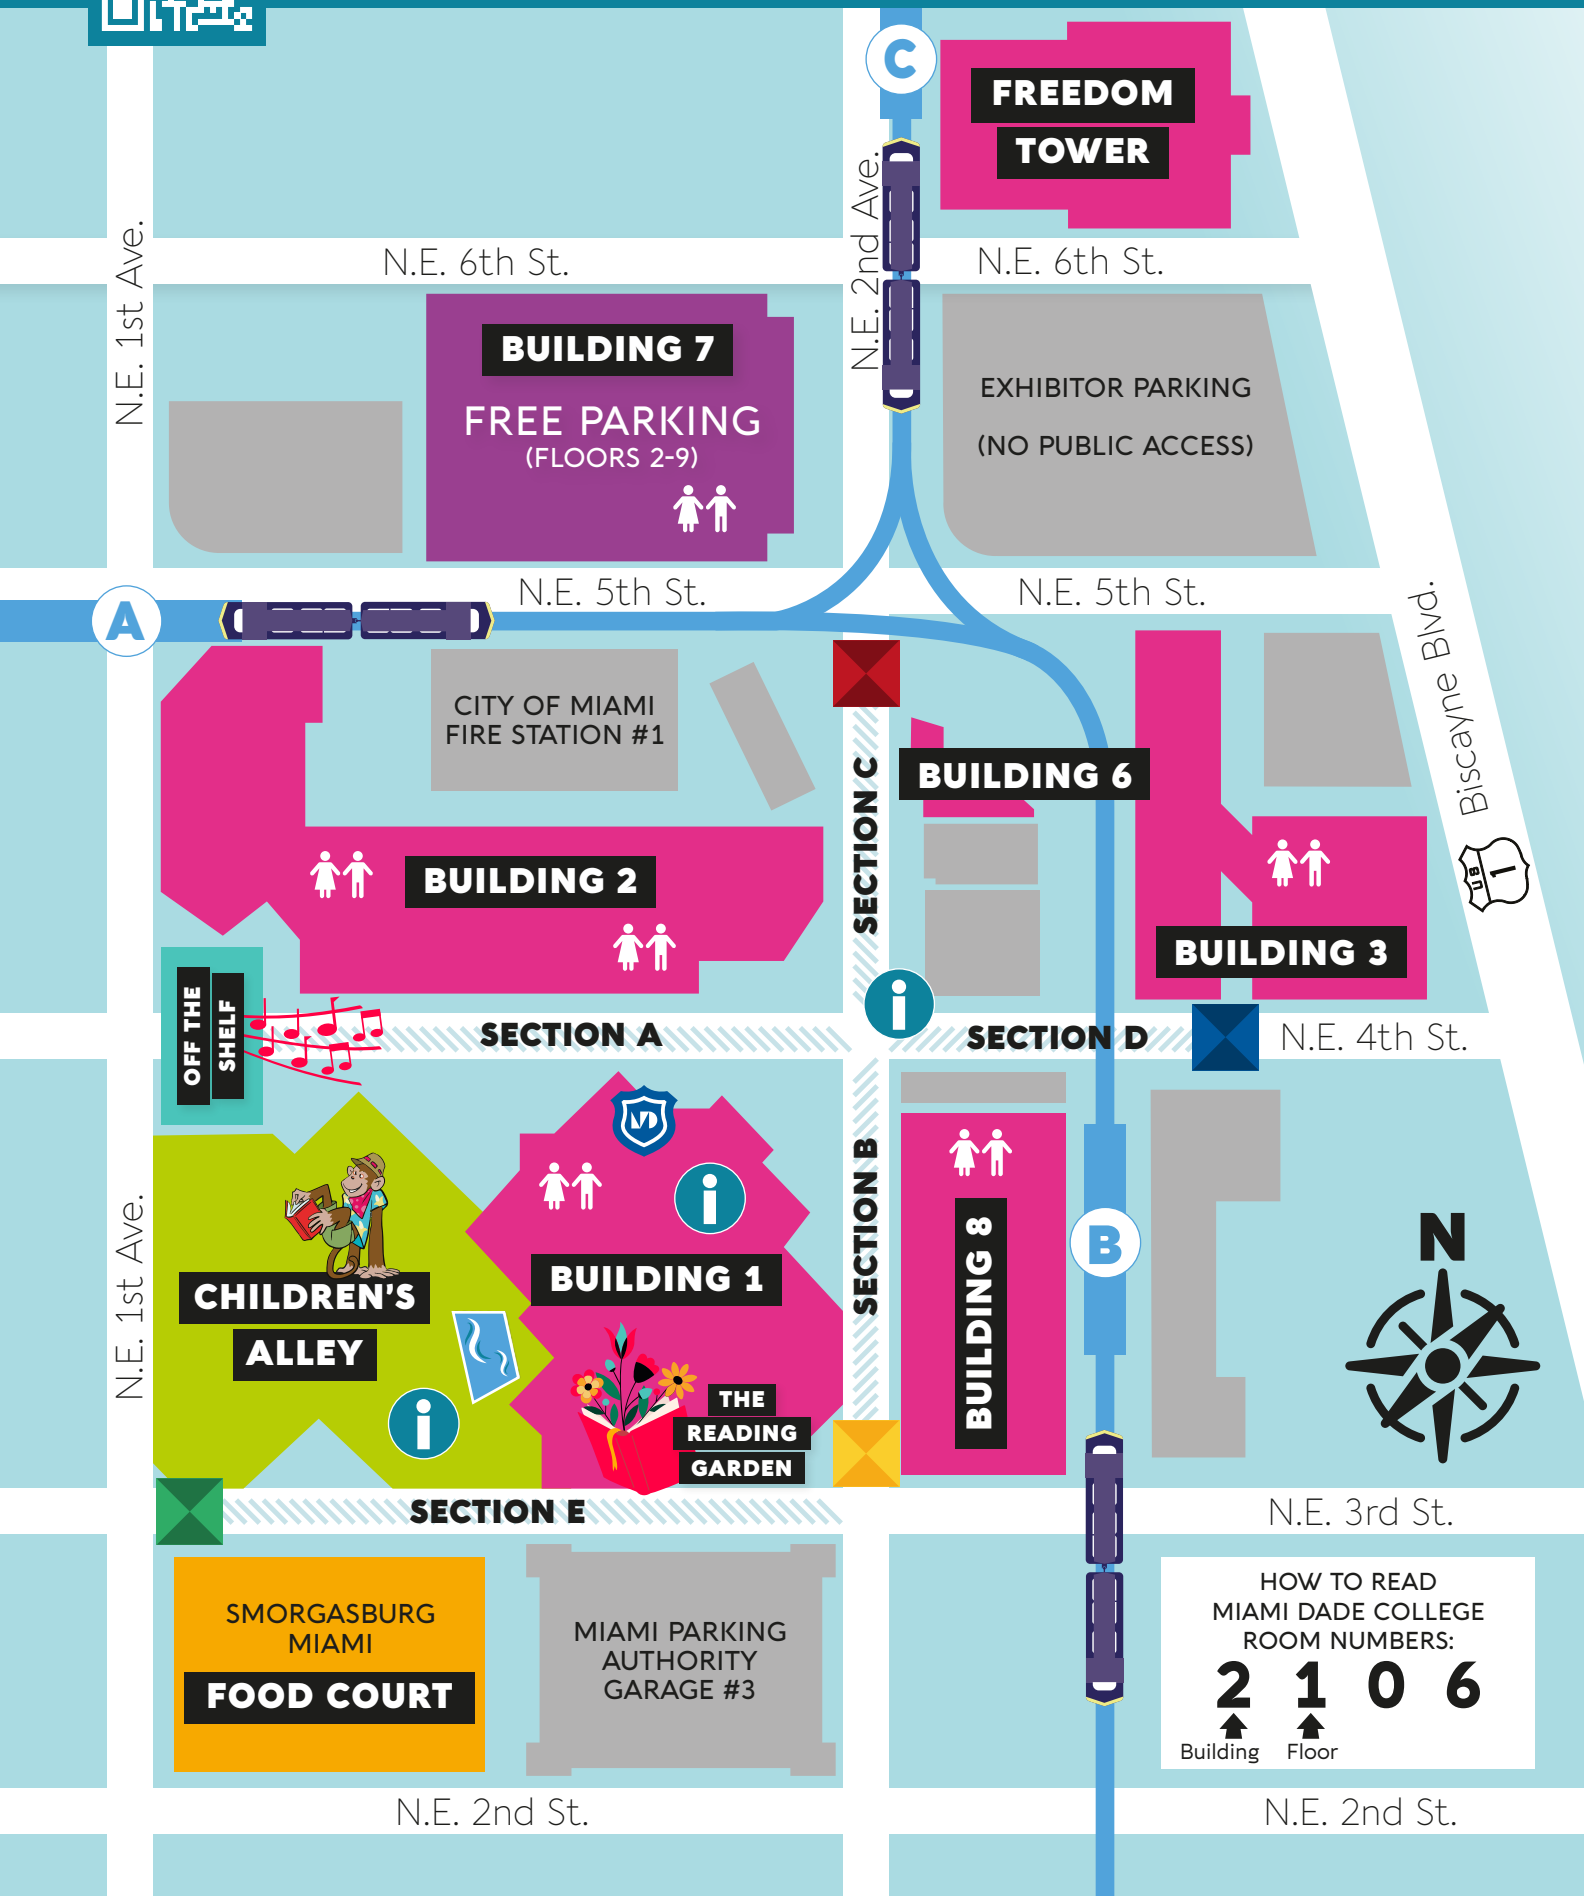 C
FREEDOM
TOWER
N.E. 1st Ave.
N.E. 2nd Ave.
N.E. 6th St.
N.E. 6th St.
BUILDING 7
FREE PARKING
(FLOORS 2-9)
EXHIBITOR PARKING
(NO PUBLIC ACCESS)
N.E. 5th St.
N.E. 5th St.
A
Biscayne Blvd.
CITY OF MIAMI
FIRE STATION #1
SECTION C
BUILDING 6
BUILDING 2
US
1
BUILDING 3
OFF THE
SHELF
i
SECTION A
SECTION D
N.E. 4th St.
MD
i
N.E. 1st Ave.
SECTION B
BUILDING 8
B
N
BUILDING 1
CHILDREN'S
ALLEY
i
THE
READING
GARDEN
SECTION E
N.E. 3rd St.
SMORGASBURG
MIAMI
FOOD COURT
MIAMI PARKING
AUTHORITY
GARAGE #3
HOW TO READ
MIAMI DADE COLLEGE
ROOM NUMBERS:
2 1 0 6
Building Floor
N.E. 2nd St.
N.E. 2nd St.